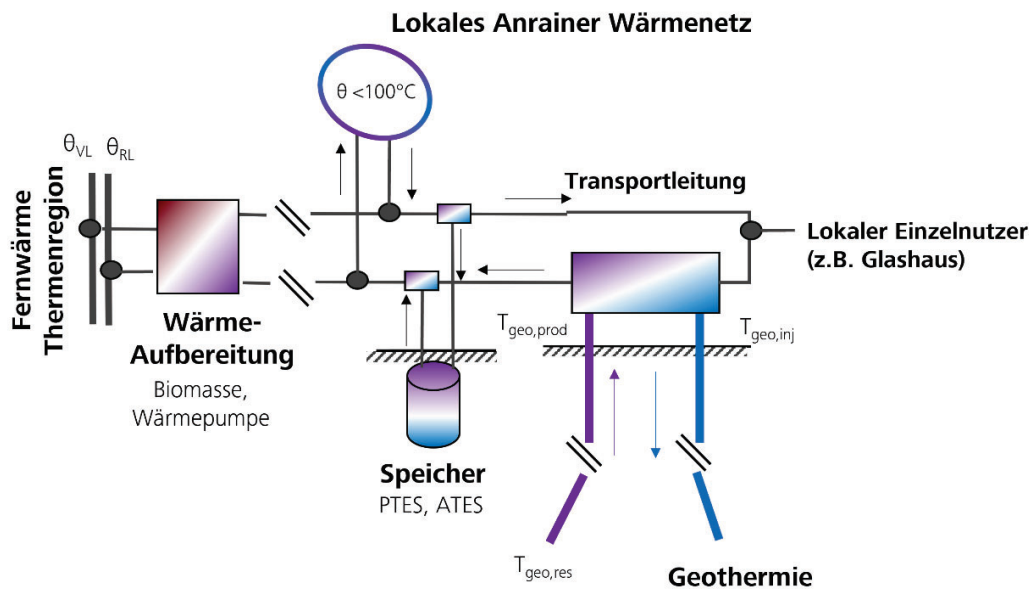 Lokales Anrainer Wärmenetz
θ <100°C
θVL
θRL
Fernwärme
Thermenregion
Transportleitung
Lokaler Einzelnutzer
(z.B. Glashaus)
Wärme-
Aufbereitung
Biomasse,
Wärmepumpe
Tgeo,prod
Tgeo,inj
Speicher
PTES, ATES
Tgeo,res
Geothermie